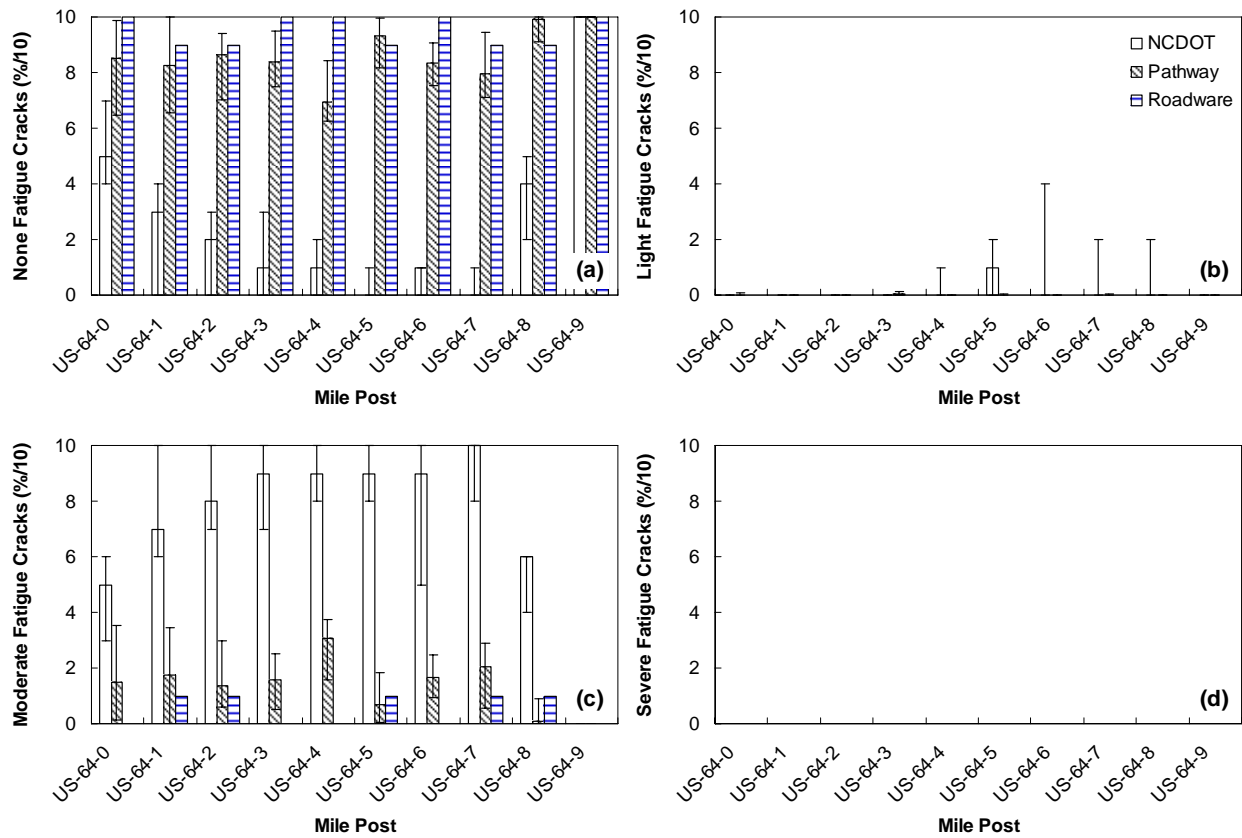 None Fatigue Cracks (%/10)
10
8
6
4
2
0
(a)
US-64-0
US-64-1
US-64-2
US-64-3
US-64-4
US-64-5
US-64-6
US-64-7
US-64-8
US-64-9
Mile Post
Light Fatigue Cracks (%/10)
10
8
6
4
2
0
NCDOT
Pathway
Roadware
(b)
US-64-0
US-64-1
US-64-2
US-64-3
US-64-4
US-64-5
US-64-6
US-64-7
US-64-8
US-64-9
Mile Post
Moderate Fatigue Cracks (%/10)
10
8
6
4
2
0
(c)
US-64-0
US-64-1
US-64-2
US-64-3
US-64-4
US-64-5
US-64-6
US-64-7
US-64-8
US-64-9
Mile Post
Severe Fatigue Cracks (%/10)
10
8
6
4
2
0
(d)
US-64-0
US-64-1
US-64-2
US-64-3
US-64-4
US-64-5
US-64-6
US-64-7
US-64-8
US-64-9
Mile Post